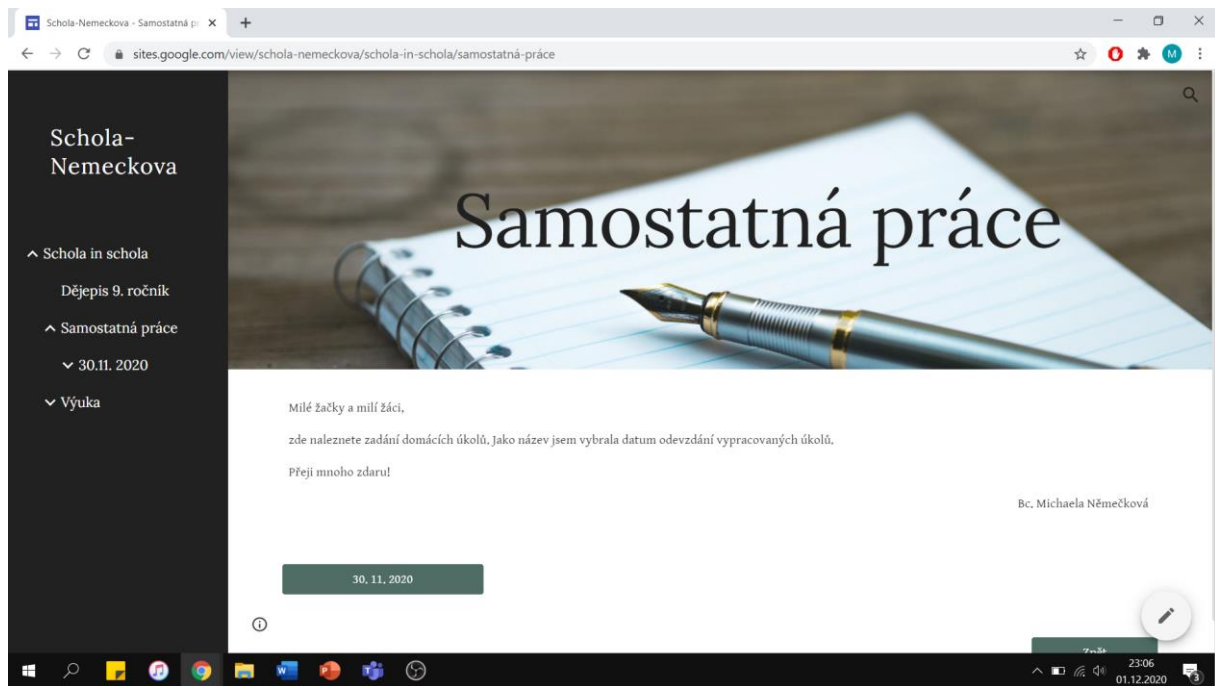 Schola-Nemeckova - Samostatná pr
sites.google.com/view/schola-nemeckova/schola-in-schola/samostatná-práce
M
Schola-
Nemeckova
Schola in schola
Dějepis 9. ročník
Samostatná práce
30.11. 2020
Výuka
Samostatná práce
Milé žačky a milí žáci,
zde naleznete zadání domácích úkolů. Jako název jsem vybrala datum odevzdání vypracovaných úkolů.
Přeji mnoho zdaru!
Bc. Michaela Němečková
30. 11. 2020
Zpět
23:06
01.12.2020
3